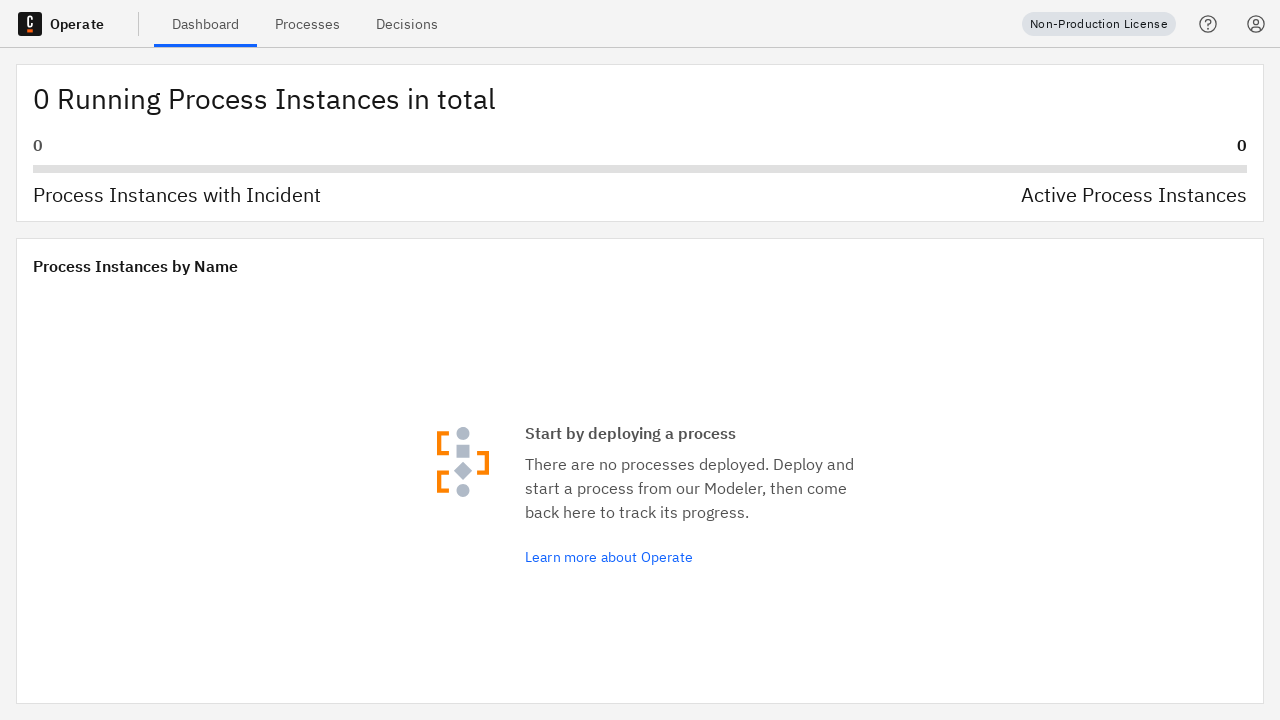 Operate
Dashboard
Processes
Decisions
Non-Production License
0 Running Process Instances in total
0
0
Process Instances with Incident
Active Process Instances
Process Instances by Name
Start by deploying a process
There are no processes deployed. Deploy and
start a process from our Modeler, then come
back here to track its progress.
Learn more about Operate